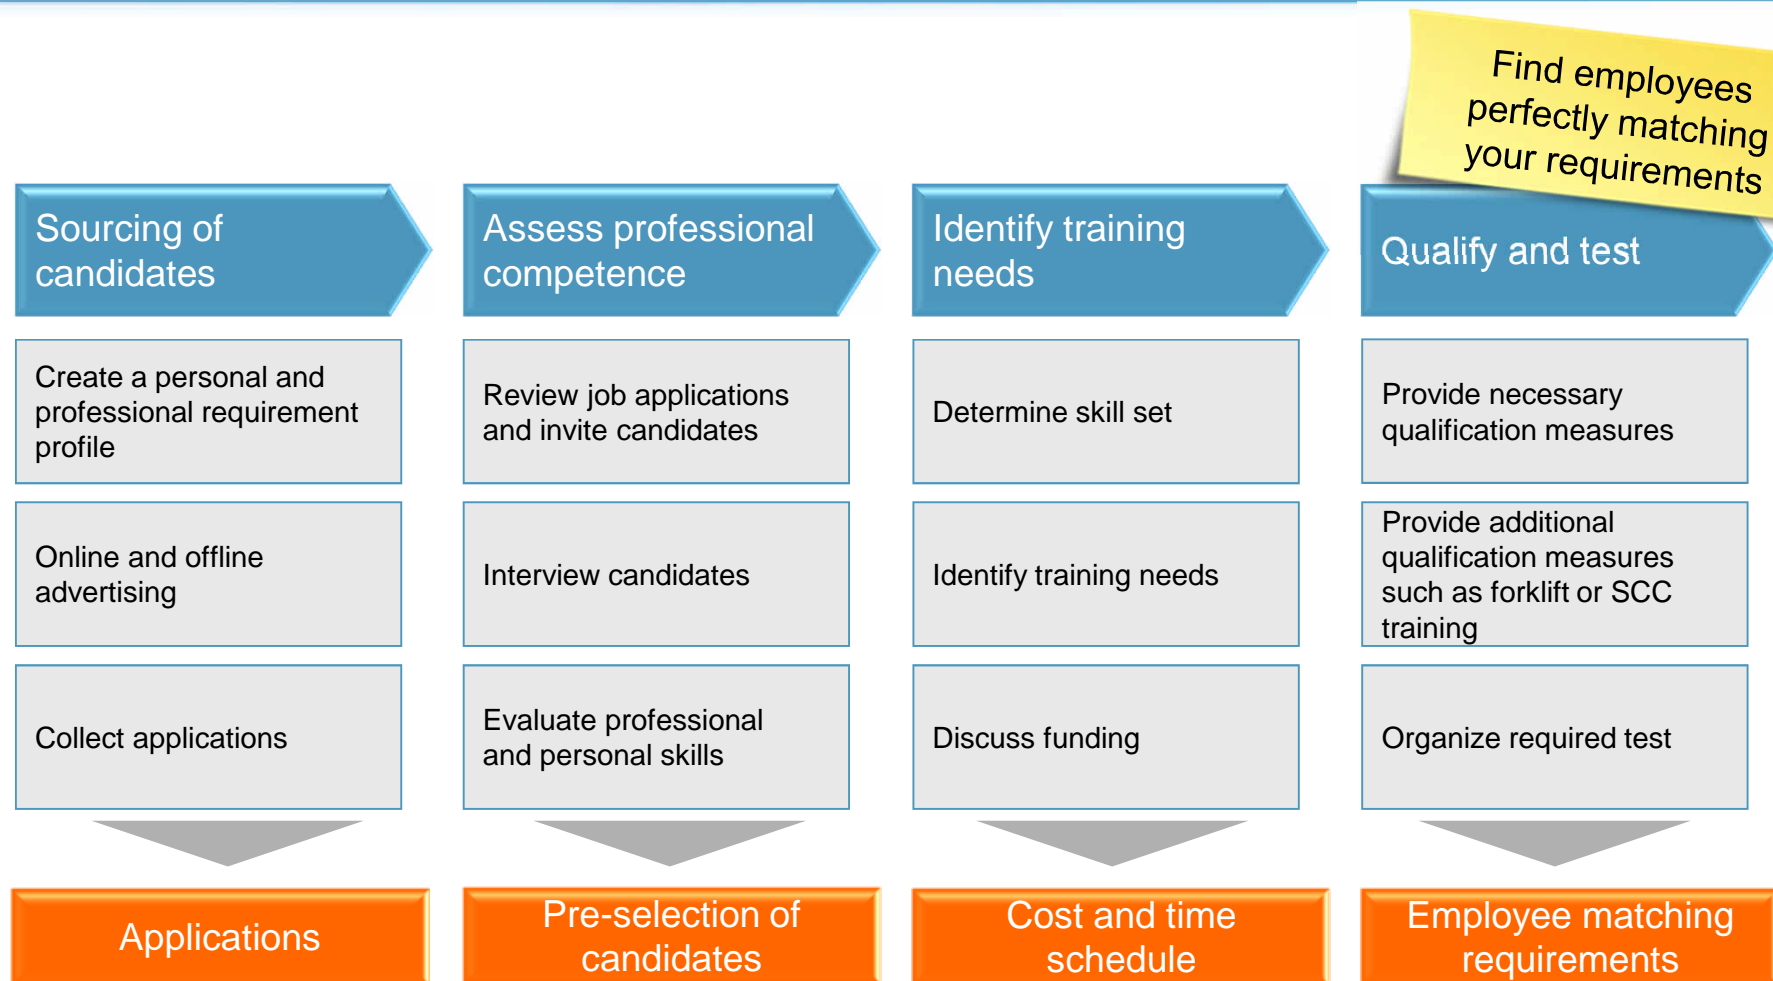 Find employees
perfectly matching
your requirements
Sourcing of
candidates
Assess professional
competence
Identify training
needs
Qualify and test
Create a personal and
professional requirement
profile
Review job applications
and invite candidates
Determine skill set
Provide necessary
qualification measures
Online and offline
advertising
Interview candidates
Identify training needs
Provide additional
qualification measures
such as forklift or SCC
training
Collect applications
Evaluate professional
and personal skills
Discuss funding
Organize required test
Applications
Pre-selection of
candidates
Cost and time
schedule
Employee matching
requirements